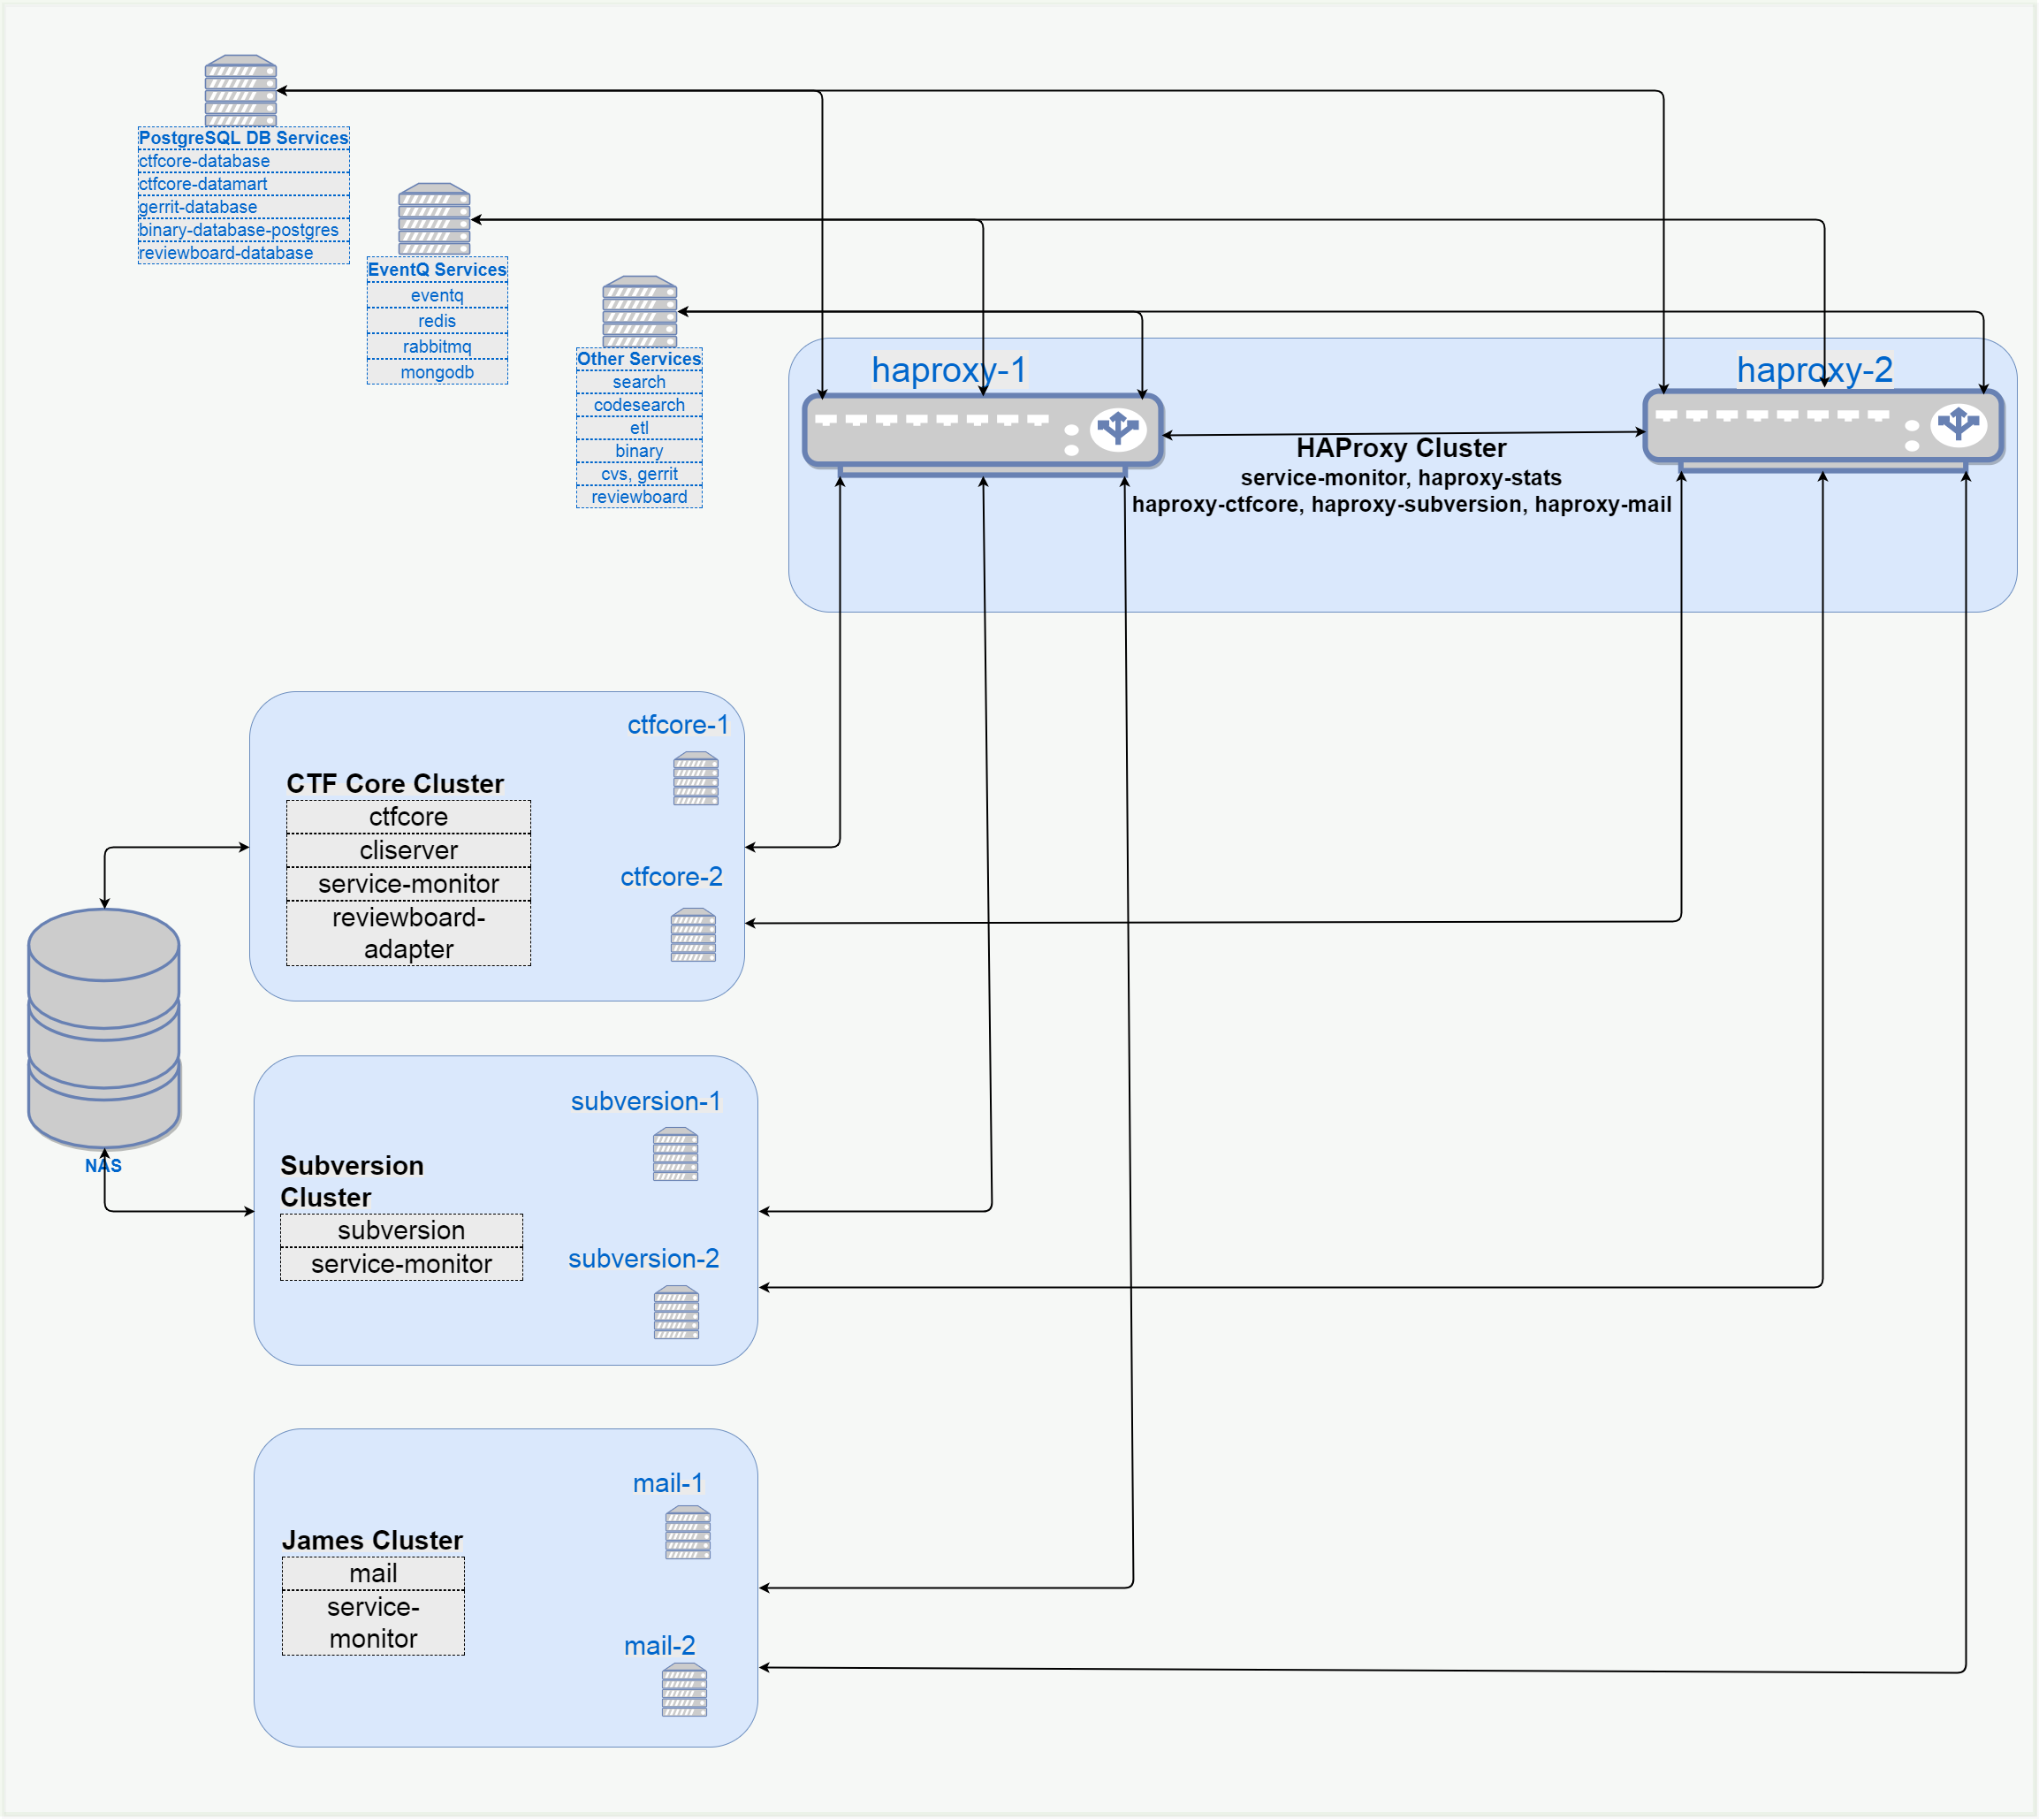 PostgreSQL DB Services
ctfcore-database
ctfcore-datamart
gerrit-database
binary-database-postgres
reviewboard-database
EventQ Services
eventq
redis
rabbitmq
mongodb
Other Services
search
codesearch
etl
binary
cvs, gerrit
reviewboard
haproxy-1
haproxy-2
HAProxy Cluster
service-monitor, haproxy-stats
haproxy-ctfcore, haproxy-subversion, haproxy-mail
ctfcore-1
CTF Core Cluster
ctfcore
cliserver
service-monitor
reviewboard-
adapter
ctfcore-2
NAS
subversion-1
Subversion
Cluster
subversion
service-monitor
subversion-2
mail-1
James Cluster
mail
service-
monitor
mail-2